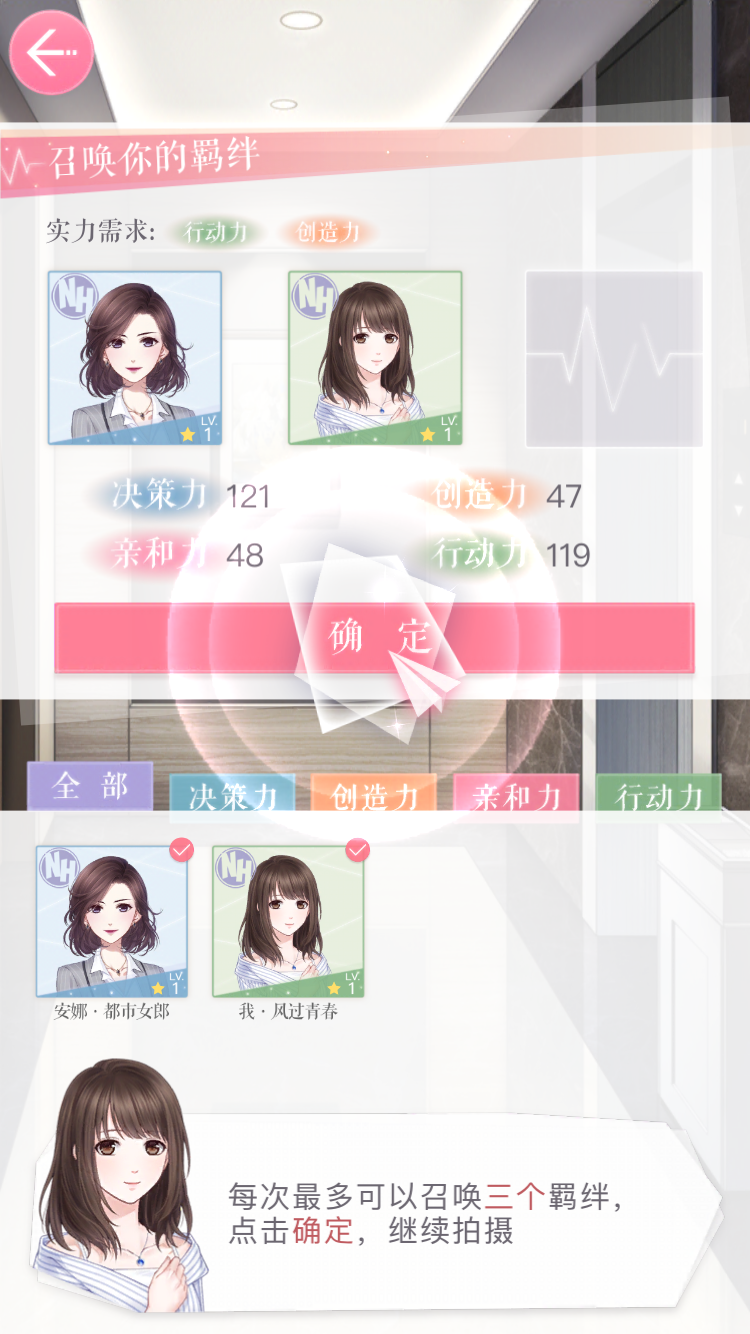 召唤你的羁绊
实力需求: 行动力 创造力
NH
NH
LV. 1
LV. 1
决策力 121 创造力 47
亲和力 48 行动力 119
确 定
全 部 决策力 创造力 亲和力 行动力
NH
NH
LV. 1
LV. 1
安娜·都市女郎 我·风过青春
每次最多可以召唤三个羁绊,
点击确定, 继续拍摄